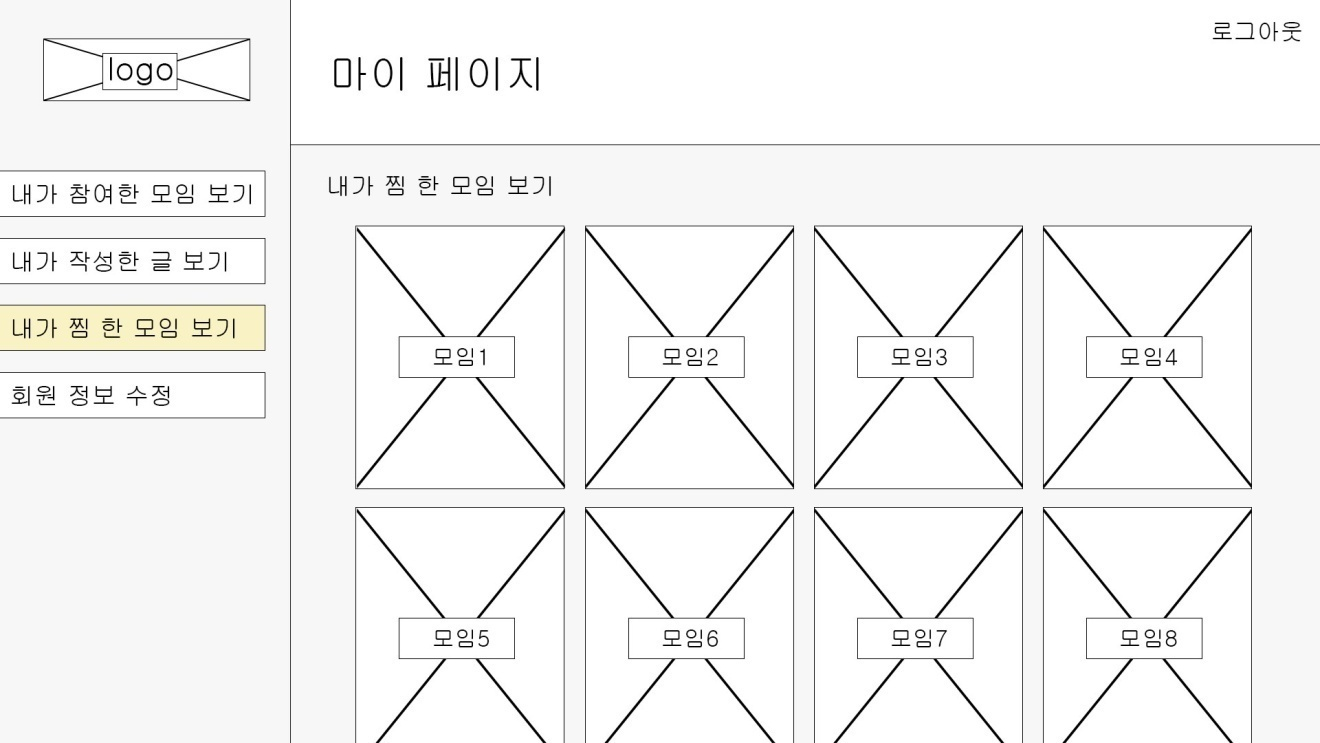 logo
내가 참여한 모임 보기
내가 작성한 글 보기
내가 찜 한 모임 보기
회원 정보 수정
로그아웃
마이 페이지
내가 찜 한 모임 보기
모임1
모임2
모임3
모임4
모임5
모임6
모임7
모임8